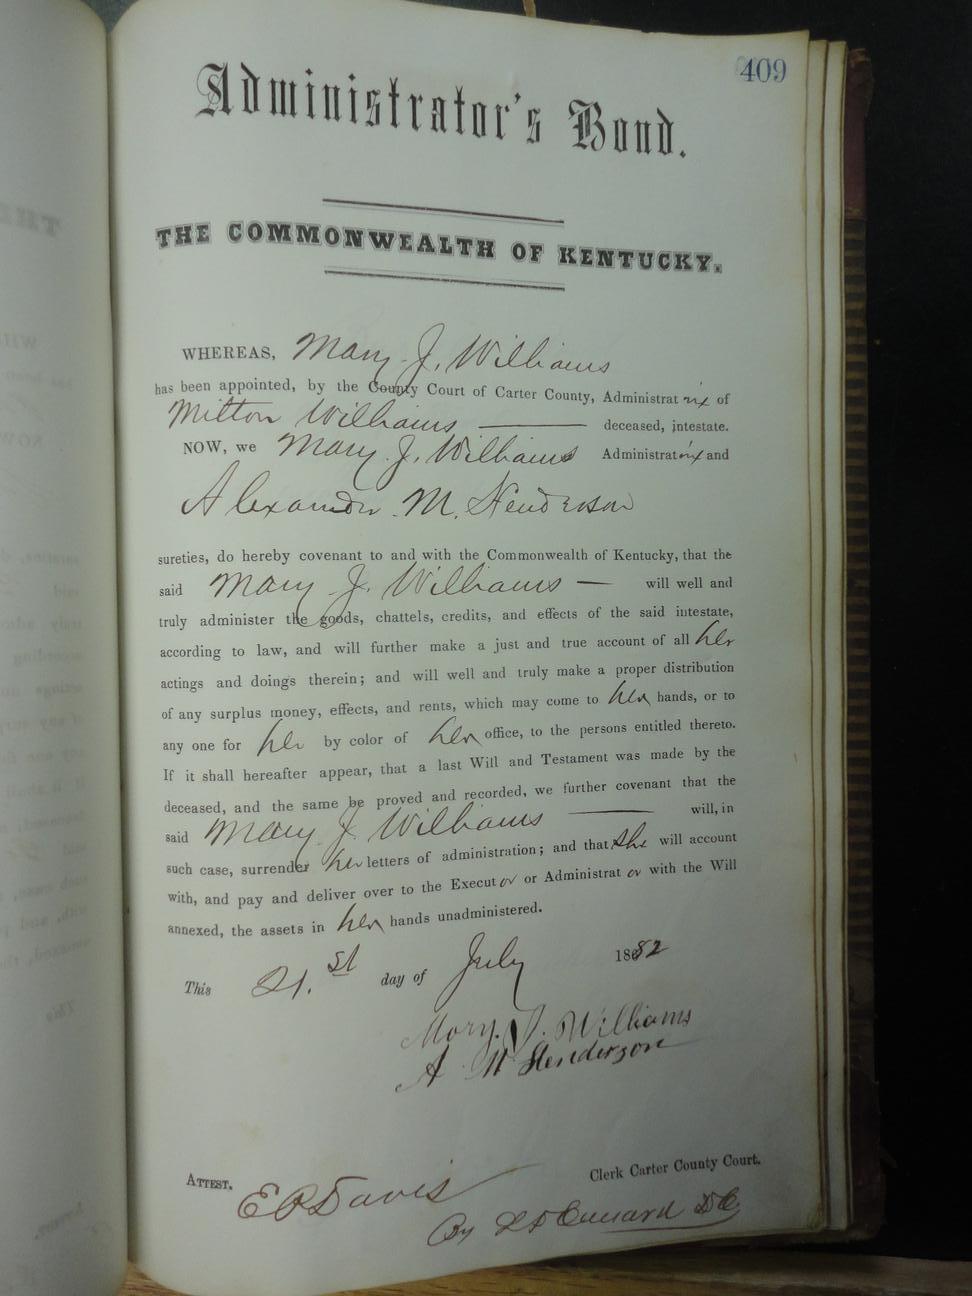 409
Administrator's Bond.
THE COMMONWEALTH OF KENTUCKY.
WHEREAS, Mary J. Williams
has been appointed, by the County Court of Carter County, Administratrix of
Milton Williams deceased, intestate.
NOW, we Mary J. Williams Administratrix and
Alexander M. Henderson
sureties, do hereby covenant to and with the Commonwealth of Kentucky, that the
said Mary J. Williams — will well and
truly administer the goods, chattels, credits, and effects of the said intestate,
according to law, and will further make a just and true account of all her
actings and doings therein; and will well and truly make a proper distribution
of any surplus money, effects, and rents, which may come to her hands, or to
any one for her by color of her office, to the persons entitled thereto.
If it shall hereafter appear, that a last Will and Testament was made by the
deceased, and the same be proved and recorded, we further covenant that the
said Mary J. Williams — will, in
such case, surrender her letters of administration; and that she will account
with, and pay and deliver over to the Executor or Administrator with the Will
annexed, the assets in her hands unadministered.
This 21.st day of July 1882
Mary. J. Williams
A M Henderson
ATTEST, Clerk Carter County Court.
E Davis
By D.C.